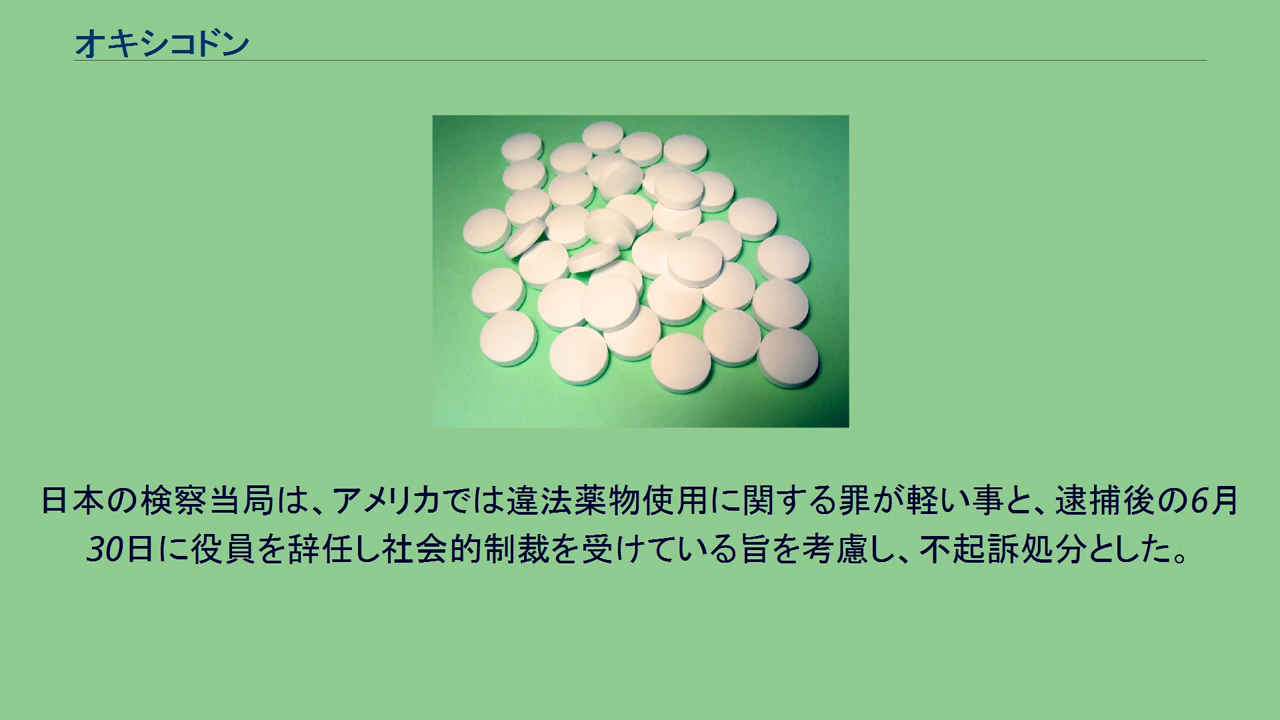 オキシコドン
日本の検察当局は、アメリカでは違法薬物使用に関する罪が軽い事と、逮捕後の6月
30日に役員を辞任し社会的制裁を受けている旨を考慮し、不起訴処分とした。